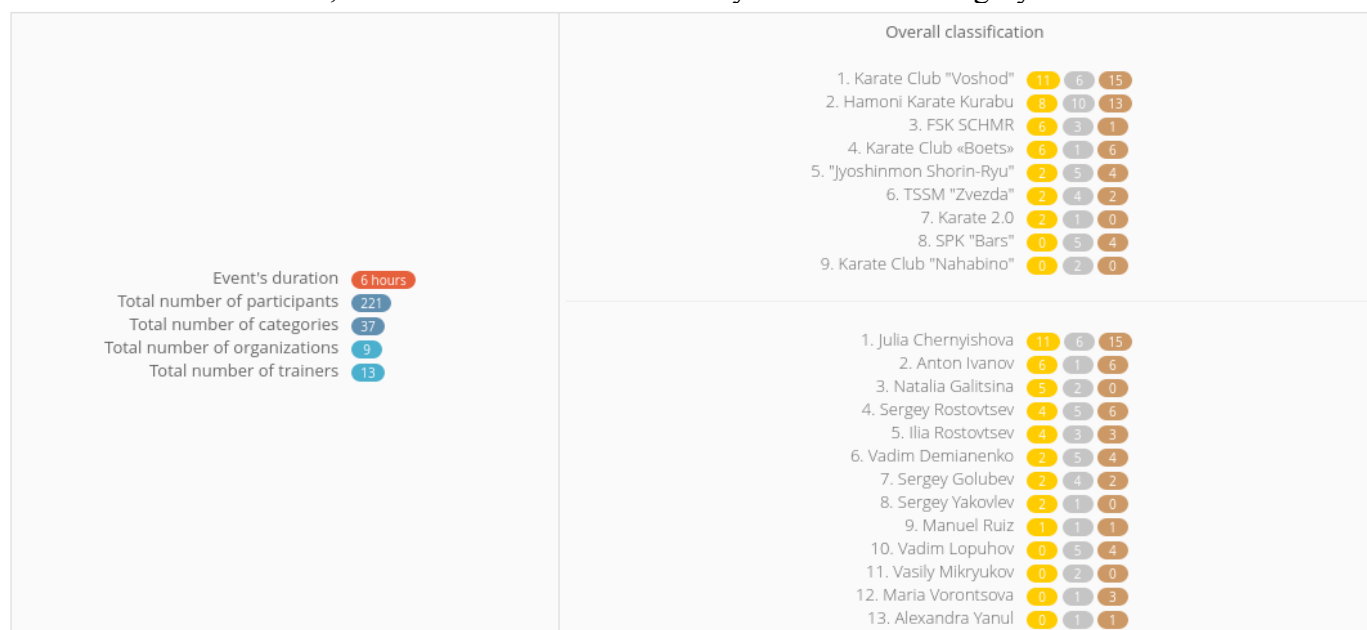 Event's duration 6 hours
Total number of participants 221
Total number of categories 37
Total number of organizations 9
Total number of trainers 13
Overall classification
1. Karate Club "Voshod" 11 6 15
2. Hamoni Karate Kurabu 8 10 13
3. FSK SCHMR 6 3 1
4. Karate Club «Boets» 6 1 6
5. "Jyoshinmon Shorin-Ryu" 2 5 4
6. TSSM "Zvezda" 2 4 2
7. Karate 2.0 2 1 0
8. SPK "Bars" 0 5 4
9. Karate Club "Nahabino" 0 2 0
1. Julia Chernyishova 11 6 15
2. Anton Ivanov 6 1 6
3. Natalia Galitsina 5 2 0
4. Sergey Rostovtsev 4 5 6
5. Ilia Rostovtsev 4 3 3
6. Vadim Demianenko 2 5 4
7. Sergey Golubev 2 4 2
8. Sergey Yakovlev 2 1 0
9. Manuel Ruiz 1 1 1
10. Vadim Lopuhov 0 5 4
11. Vasily Mikryukov 0 2 0
12. Maria Vorontsova 0 1 3
13. Alexandra Yanul 0 1 1